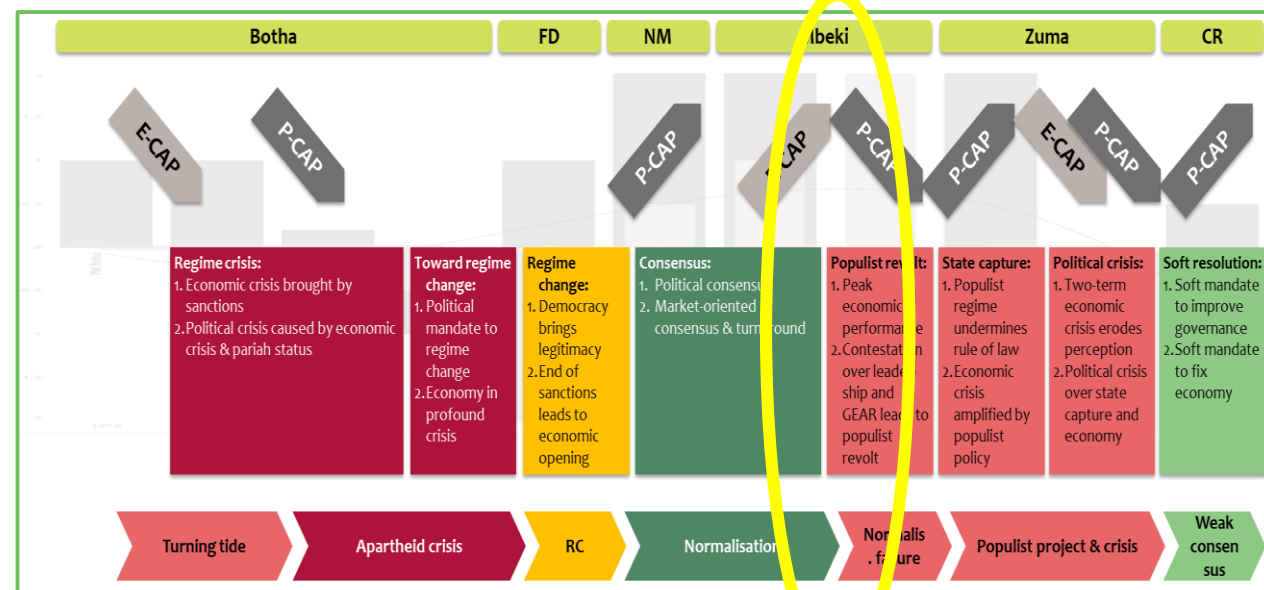 Botha
FD
NM
beki
Zuma
CR
E-CAP
P-CAP
P-CAP
CAP
P-CAP
P-CAP
E-CAP
P-CAP
P-CAP
Regime crisis:
1. Economic crisis brought by
sanctions
2. Political crisis caused by economic
crisis & pariah status
Toward regime
change:
1. Political
mandate to
regime
change
2. Economy in
profound
crisis
Regime
change:
1. Democracy
brings
legitimacy
2. End of
sanctions
leads to
economic
opening
Consensus:
1. Political consensus
2. Market-oriented
consensus & turnaround
Populist revolt:
1. Peak
economic
performance
2. Contestation
over leader-
ship and
GEAR leads to
populist
revolt
State capture:
1. Populist
regime
undermines
rule of law
2. Economic
crisis
amplified by
populist
policy
Political crisis:
1. Two-term
economic
crisis erodes
perception
2. Political crisis
over state
capture and
economy
Soft resolution:
1. Soft mandate
to improve
governance
2. Soft mandate
to fix
economy
Turning tide
Apartheid crisis
RC
Normalisation
Normalis
. failure
Populist project & crisis
Weak
consen
sus